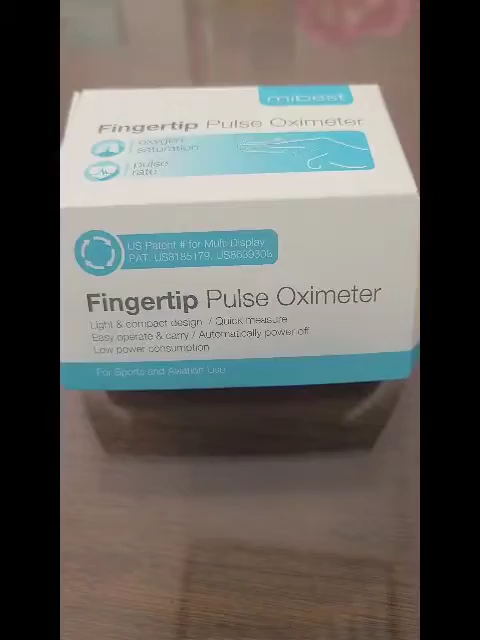 mibest
Fingertip Pulse Oximeter
oxygen
saturation
pulse
rate
US Patent # for Multi Display
PAT. US8185179, US8639308
Fingertip Pulse Oximeter
Light & compact design / Quick measure
Easy operate & carry / Automatically power off
Low power consumption
For Sports and Aviation Use